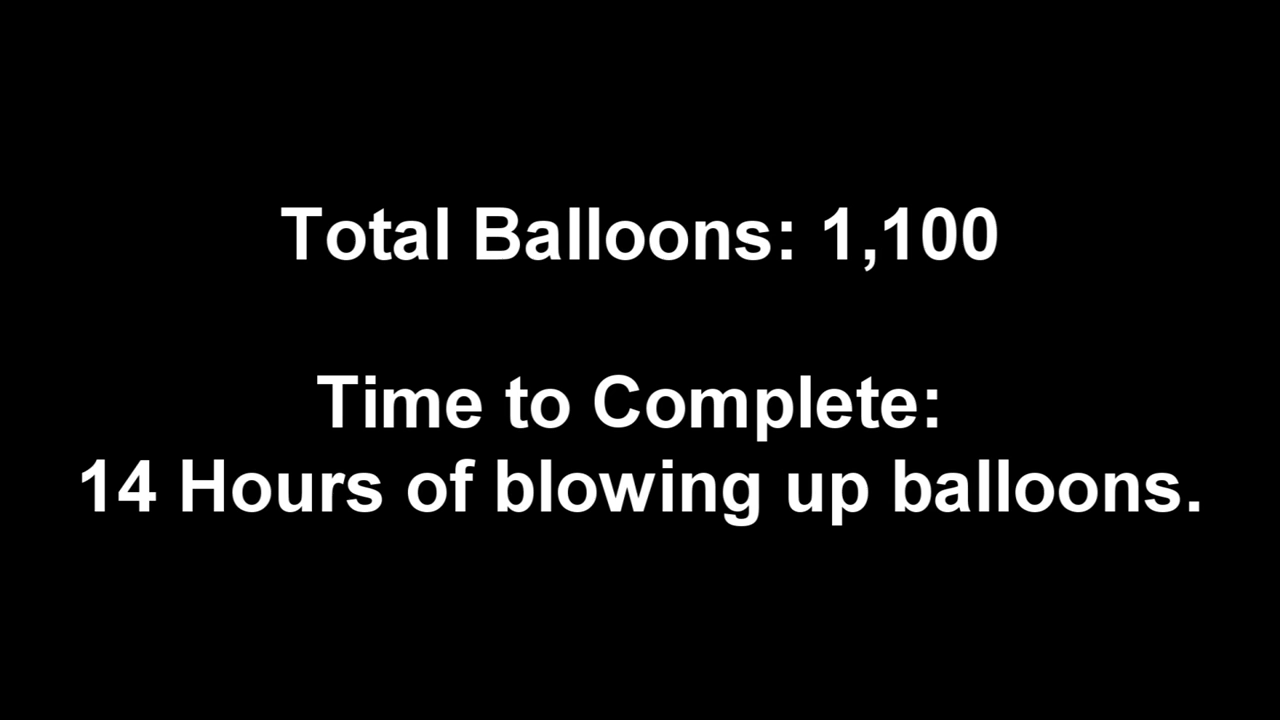 Total Balloons: 1,100
Time to Complete:
14 Hours of blowing up balloons.